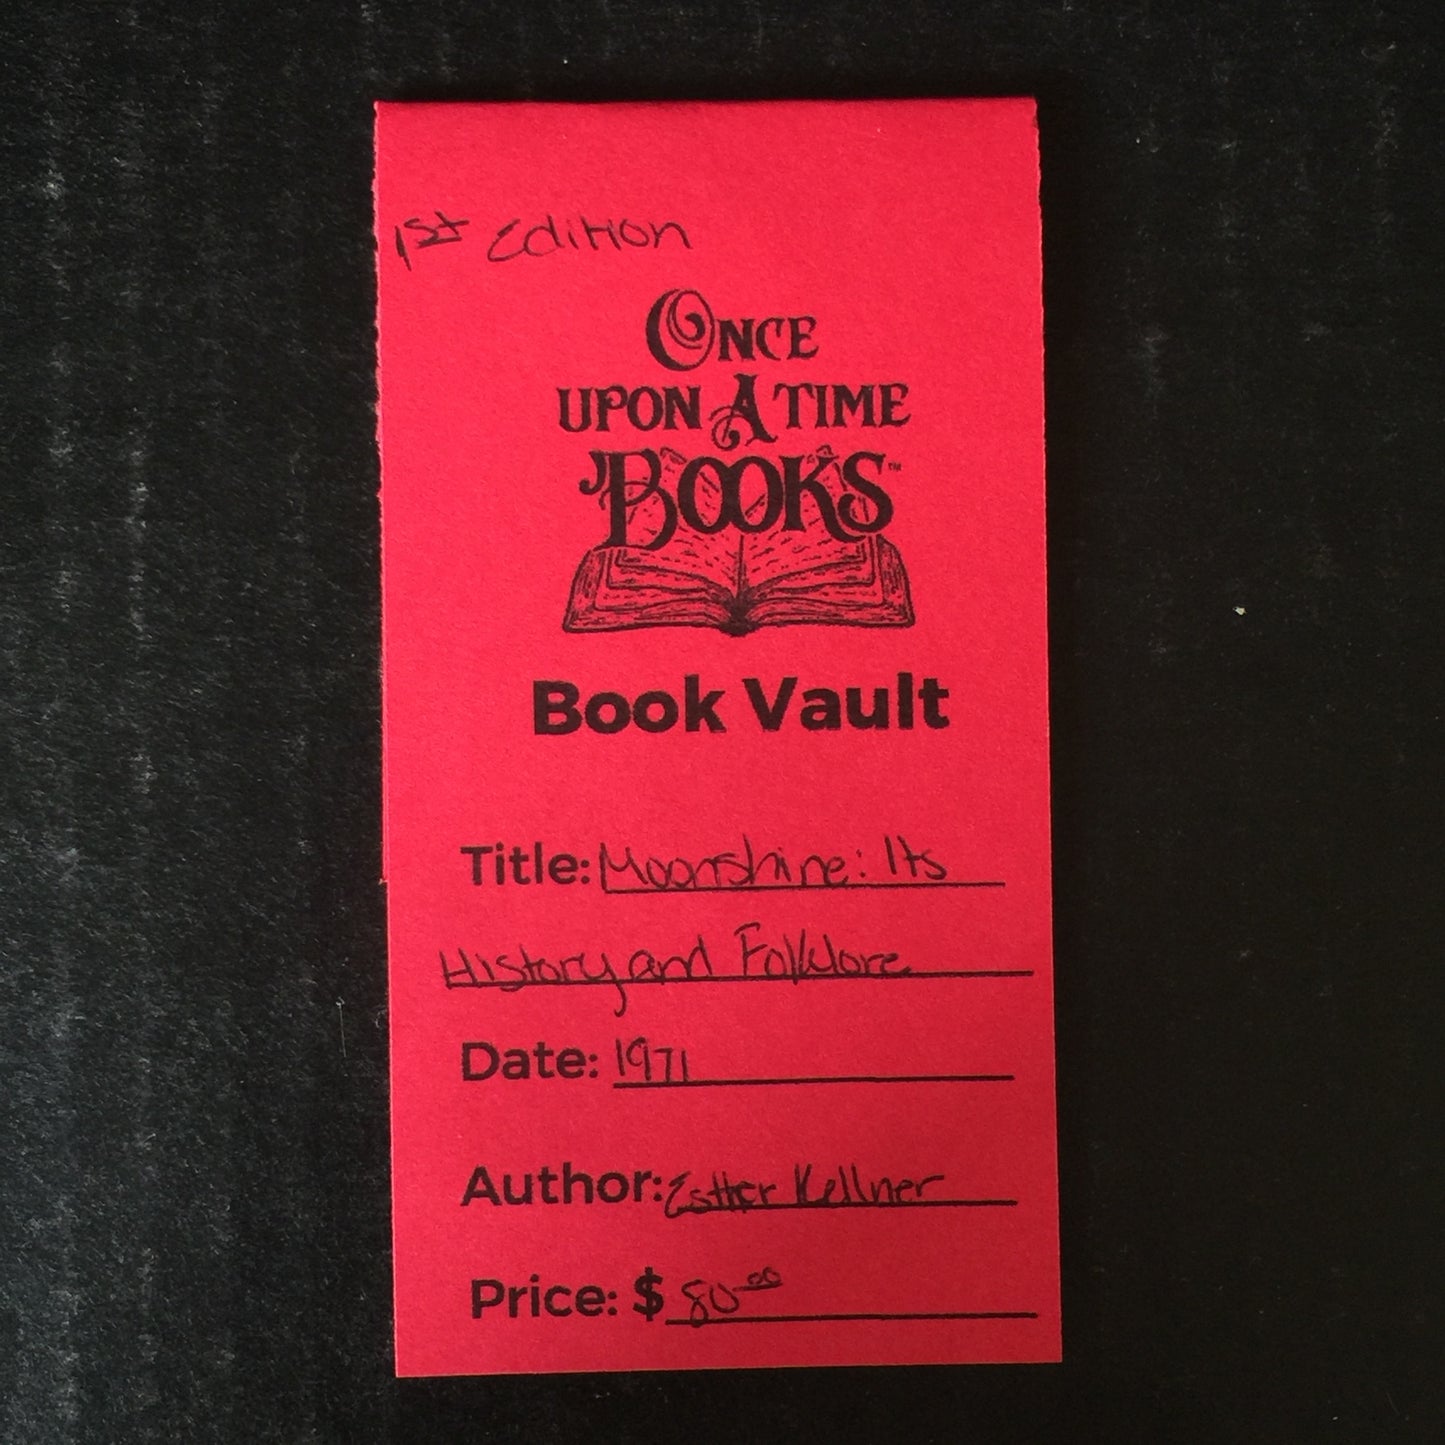 1st Edition
ONCE
UPON A TIME
BOOKS™
Book Vault
Title: Moonshine: Its
History and Folklore
Date: 1971
Author: Esther Kellner
Price: $ 80.00